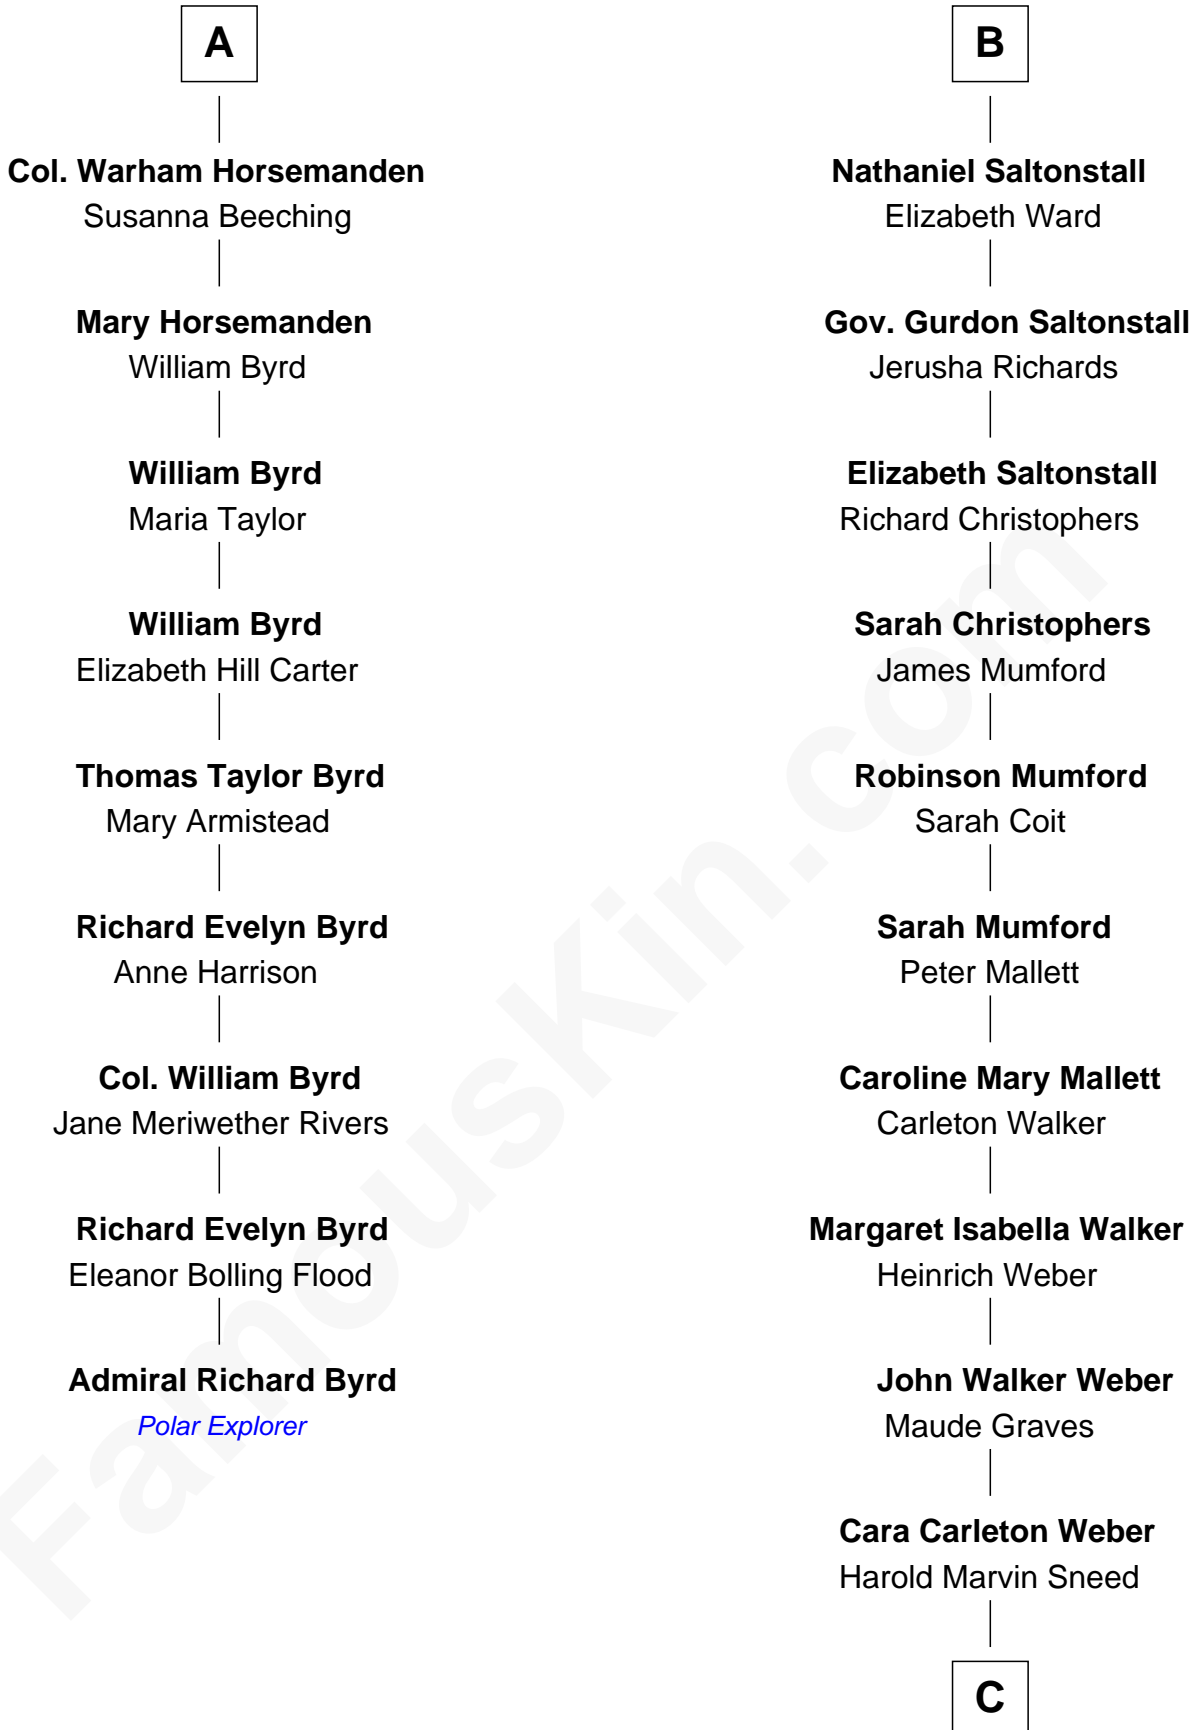 A
Col. Warham Horsemanden
Susanna Beeching
Mary Horsemanden
William Byrd
William Byrd
Maria Taylor
William Byrd
Elizabeth Hill Carter
Thomas Taylor Byrd
Mary Armistead
Richard Evelyn Byrd
Anne Harrison
Col. William Byrd
Jane Meriwether Rivers
Richard Evelyn Byrd
Eleanor Bolling Flood
Admiral Richard Byrd
Polar Explorer
B
Nathaniel Saltonstall
Elizabeth Ward
Gov. Gurdon Saltonstall
Jerusha Richards
Elizabeth Saltonstall
Richard Christophers
Sarah Christophers
James Mumford
Robinson Mumford
Sarah Coit
Sarah Mumford
Peter Mallett
Caroline Mary Mallett
Carleton Walker
Margaret Isabella Walker
Heinrich Weber
John Walker Weber
Maude Graves
Cara Carleton Weber
Harold Marvin Sneed
C
FamousKin.com